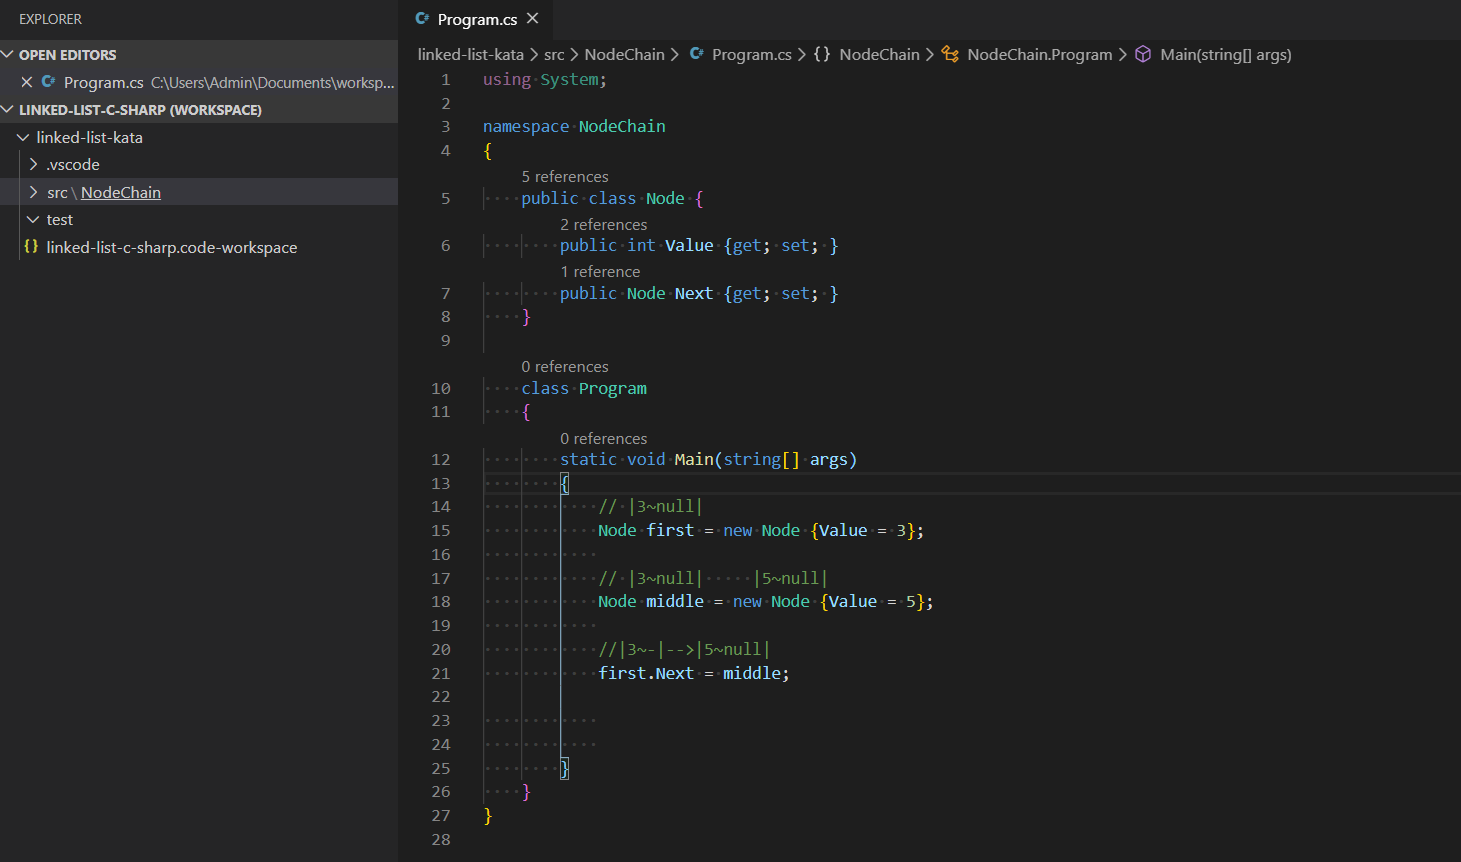 EXPLORER
OPEN EDITORS
Program.cs C:\Users\Admin\Documents\worksp...
LINKED-LIST-C-SHARP (WORKSPACE)
linked-list-kata
.vscode
src \ NodeChain
test
{} linked-list-c-sharp.code-workspace
C# Program.cs
linked-list-kata > src > NodeChain > C# Program.cs > {} NodeChain > NodeChain.Program > Main(string[] args)
1 using System;
2
3 namespace NodeChain
4 {
5 references
5 public class Node {
2 references
6 public int Value {get; set; }
1 reference
7 public Node Next {get; set; }
8 }
9
0 references
10 class Program
11 {
0 references
12 static void Main(string[] args)
13 {
14 // |3~null|
15 Node first = new Node {Value = 3};
16
17 // |3~null|     |5~null|
18 Node middle = new Node {Value = 5};
19
20 //|3~-|-->|5~null|
21 first.Next = middle;
22
23
24
25 }
26 }
27 }
28